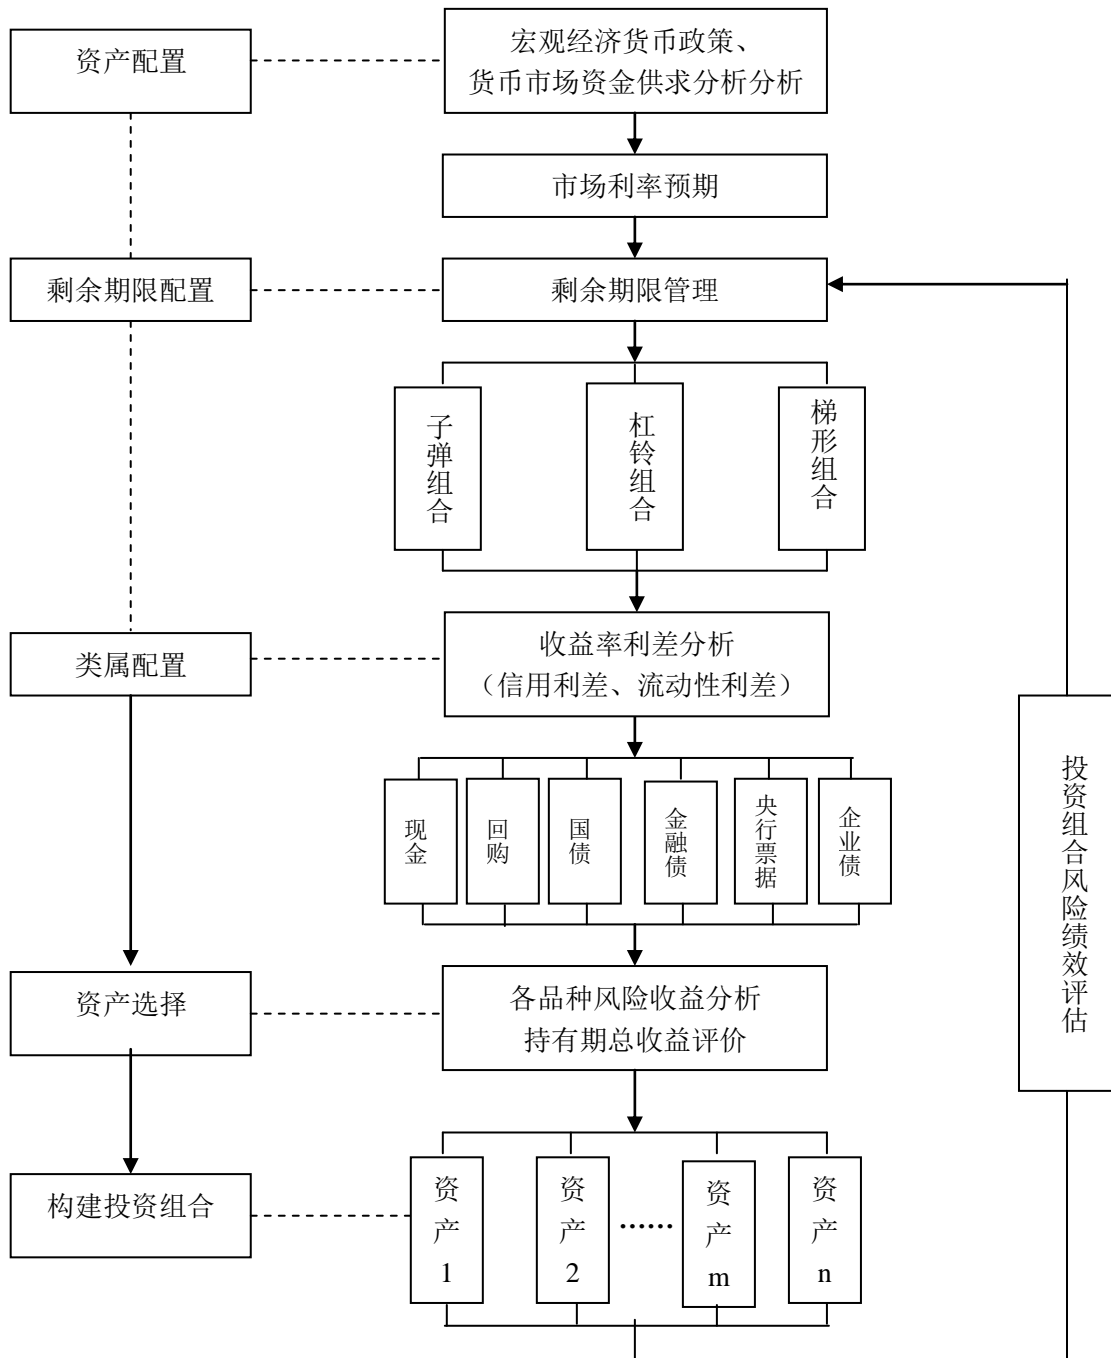 资产配置
宏观经济货币政策、
货币市场资金供求分析分析
市场利率预期
剩余期限配置
剩余期限管理
子弹组合
杠铃组合
梯形组合
类属配置
收益率利差分析
（信用利差、流动性利差）
现金
回购
国债
金融债
央行票据
企业债
投资组合风险绩效评估
资产选择
各品种风险收益分析
持有期总收益评价
构建投资组合
资产1
资产2
……
资产m
资产n